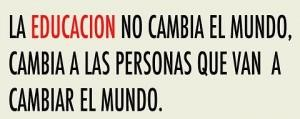 LA EDUCACION NO CAMBIA EL MUNDO,
CAMBIA A LAS PERSONAS QUE VAN A
CAMBIAR EL MUNDO.